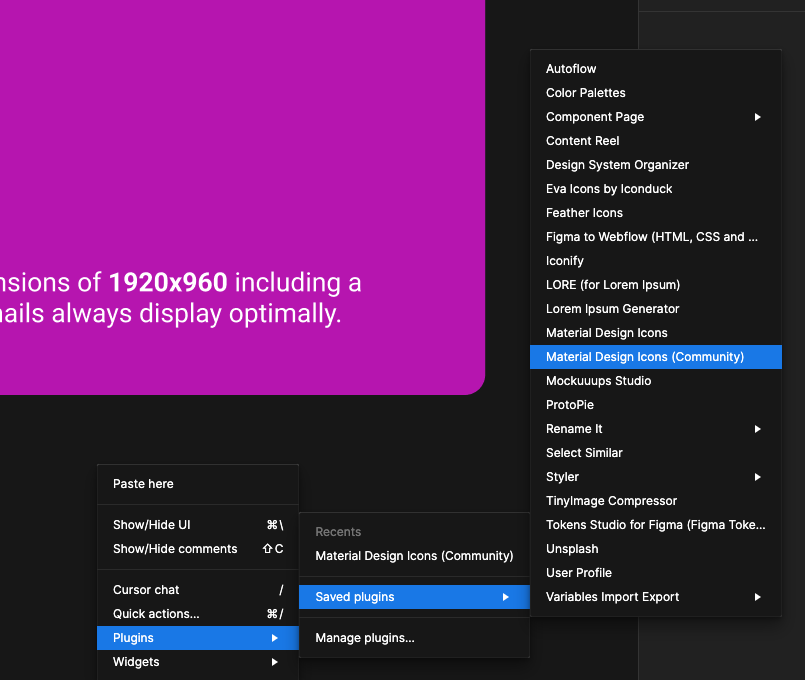 nsions of 1920x960 including a
nails always display optimally.
Paste here
Show/Hide UI ⌘\
Show/Hide comments ⇧C
Cursor chat /
Quick actions... ⌘/
Plugins
Widgets
Recents
Material Design Icons (Community)
Saved plugins
Manage plugins...
Autoflow
Color Palettes
Component Page
Content Reel
Design System Organizer
Eva Icons by Iconduck
Feather Icons
Figma to Webflow (HTML, CSS and ...
Iconify
LORE (for Lorem Ipsum)
Lorem Ipsum Generator
Material Design Icons
Material Design Icons (Community)
Mockuuups Studio
ProtoPie
Rename It
Select Similar
Styler
TinyImage Compressor
Tokens Studio for Figma (Figma Toke...
Unsplash
User Profile
Variables Import Export